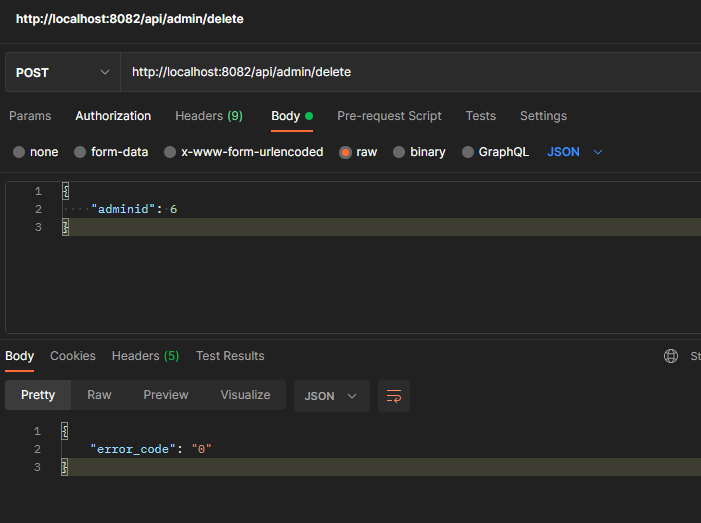 http://localhost:8082/api/admin/delete
POST http://localhost:8082/api/admin/delete
Params Authorization Headers (9) Body Pre-request Script Tests Settings
none form-data x-www-form-urlencoded raw binary GraphQL JSON
1 {
2 "adminid": 6
3 }
Body Cookies Headers (5) Test Results St
Pretty Raw Preview Visualize JSON
1 {
2 "error_code": "0"
3 }